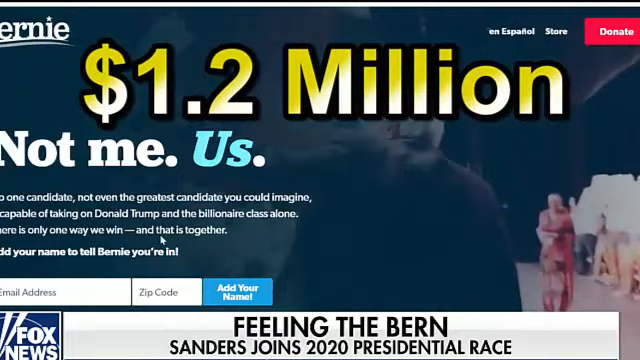 ernie
en Español
Store
Donate
$1.2 Million
Not me. Us.
o one candidate, not even the greatest candidate you could imagine,
capable of taking on Donald Trump and the billionaire class alone.
here is only one way we win — and that is together.
dd your name to tell Bernie you're in!
Email Address
Zip Code
Add Your
Name!
FOX
NEWS
FEELING THE BERN
SANDERS JOINS 2020 PRESIDENTIAL RACE